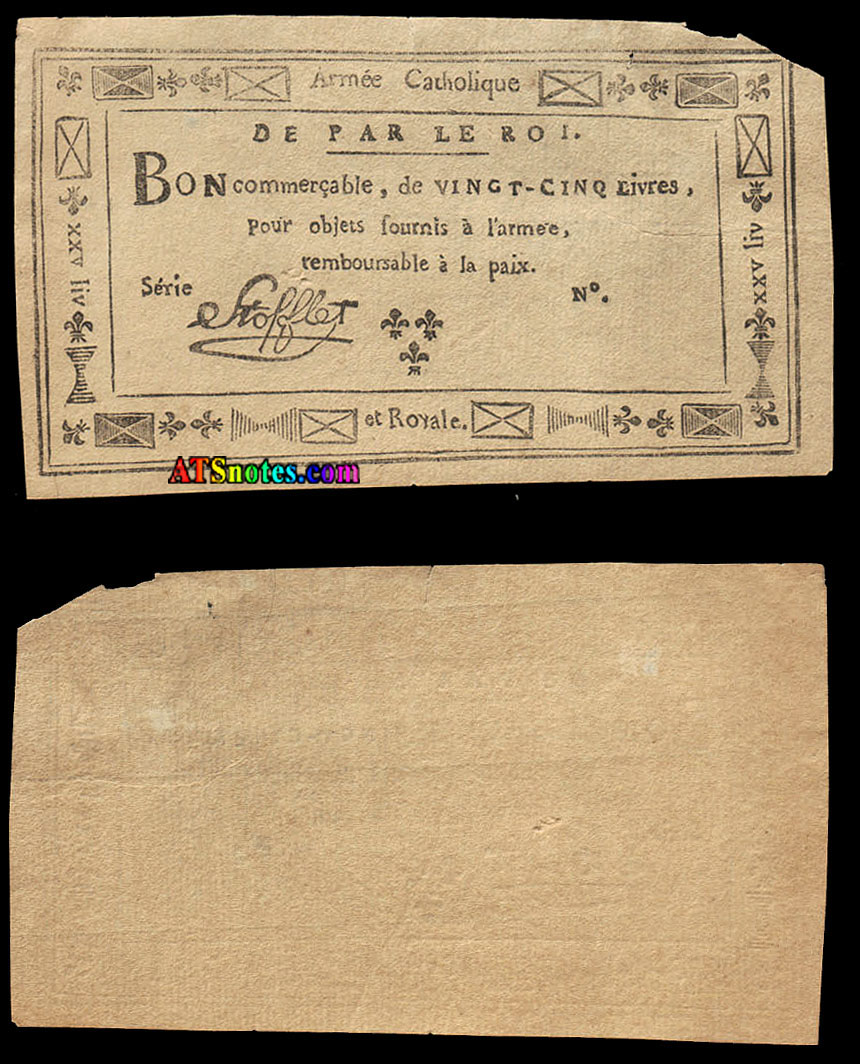 Armée Catholique
DE PAR LE ROI.
BON commerçable, de VINGT-CINQ Livres,
pour objets fournis à l'armée,
remboursable à la paix.
Série
N°.
Stofflet
xxv liv
xxv liv
et Royale.
ATSnotes.com